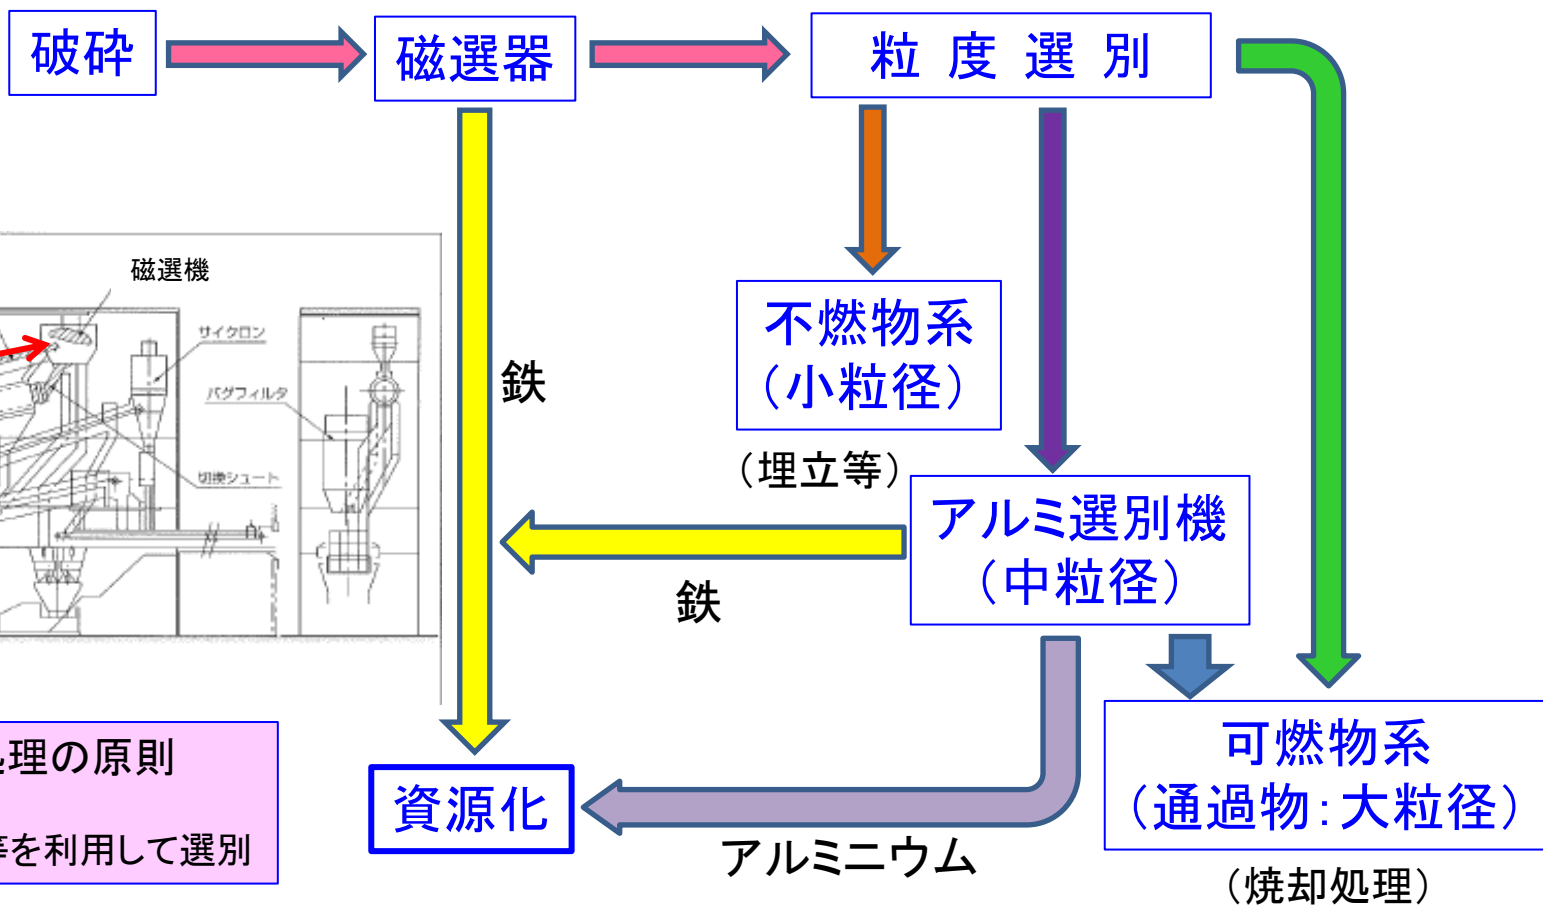 破砕
磁選器
粒度選別
磁選機
サイクロン
バグフィルタ
切換シュート
鉄
不燃物系
（小粒径）
（埋立等）
アルミ選別機
（中粒径）
鉄
処理の原則
等を利用して選別
資源化
アルミニウム
可燃物系
（通過物：大粒径）
（焼却処理）